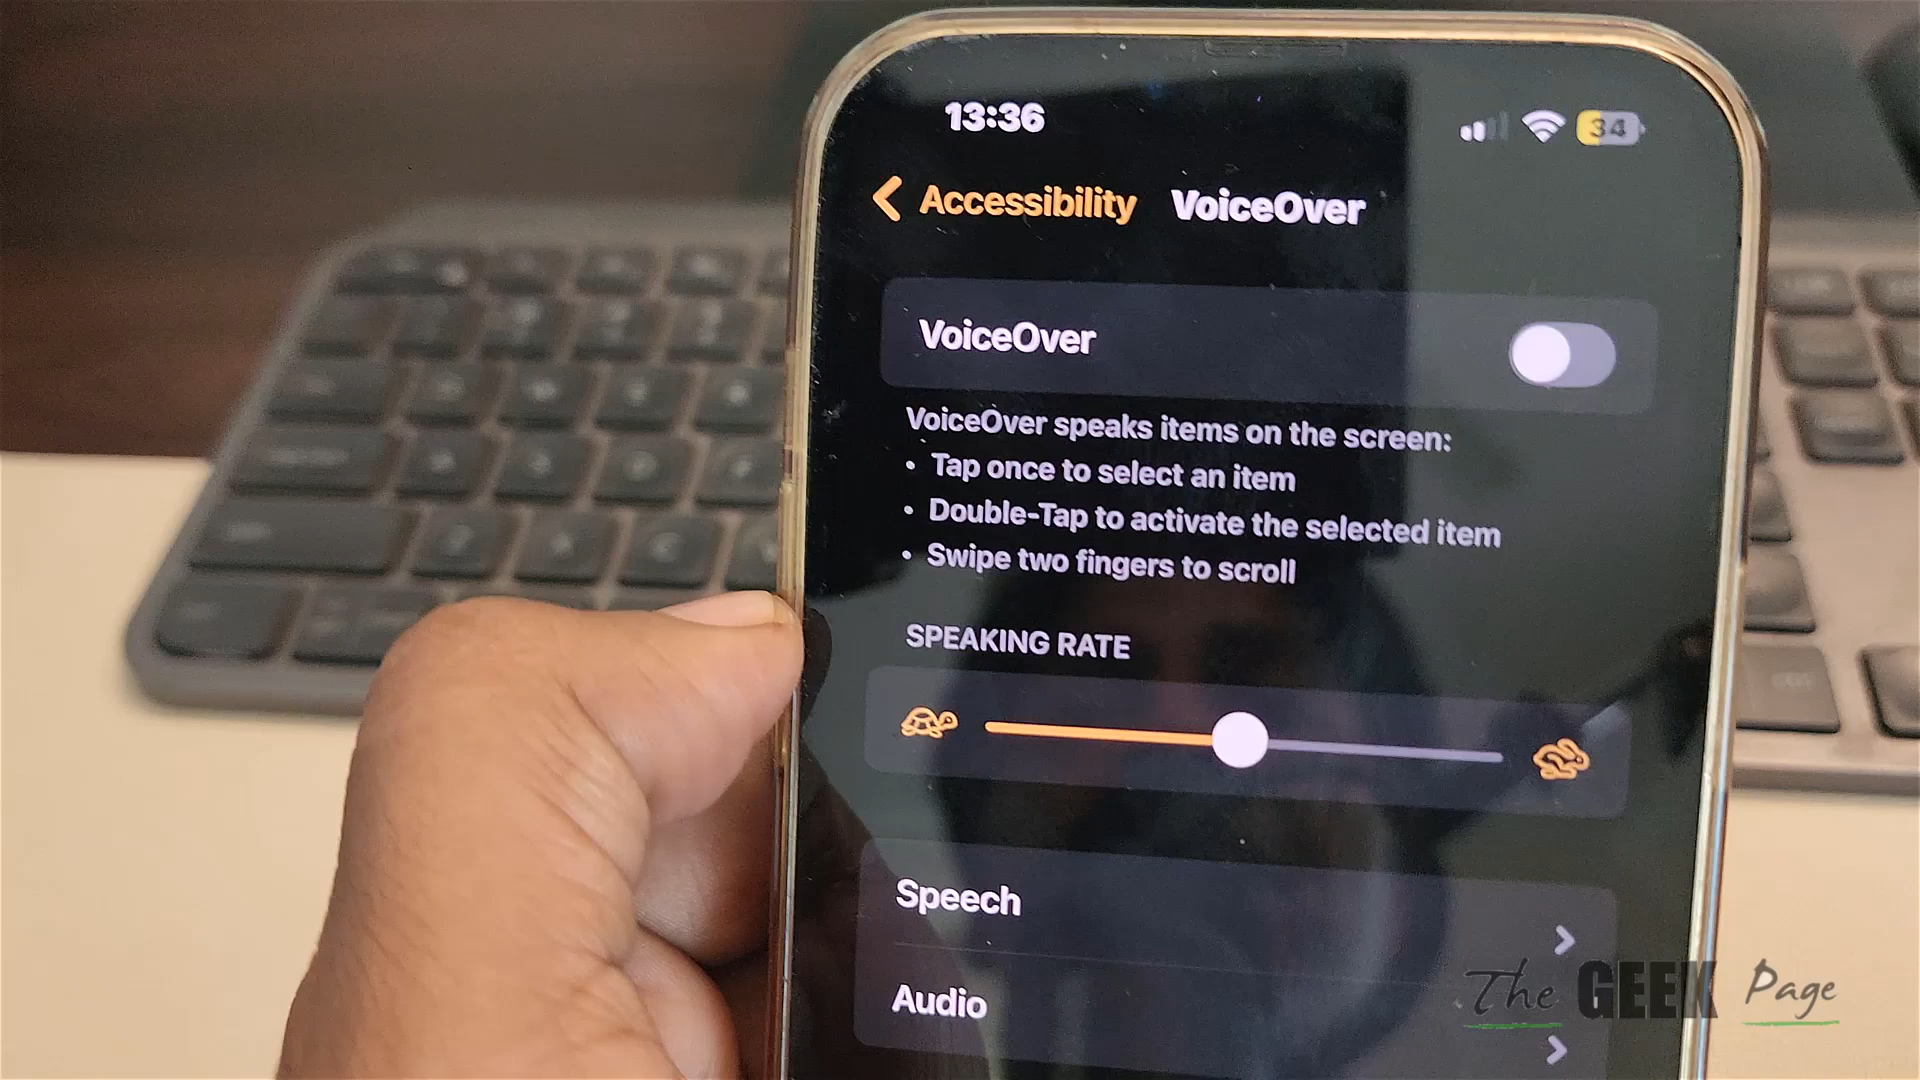 13:36
34
Accessibility VoiceOver
VoiceOver
VoiceOver speaks items on the screen:
• Tap once to select an item
• Double-Tap to activate the selected item
• Swipe two fingers to scroll
SPEAKING RATE
Speech
Audio
The GEEK Page